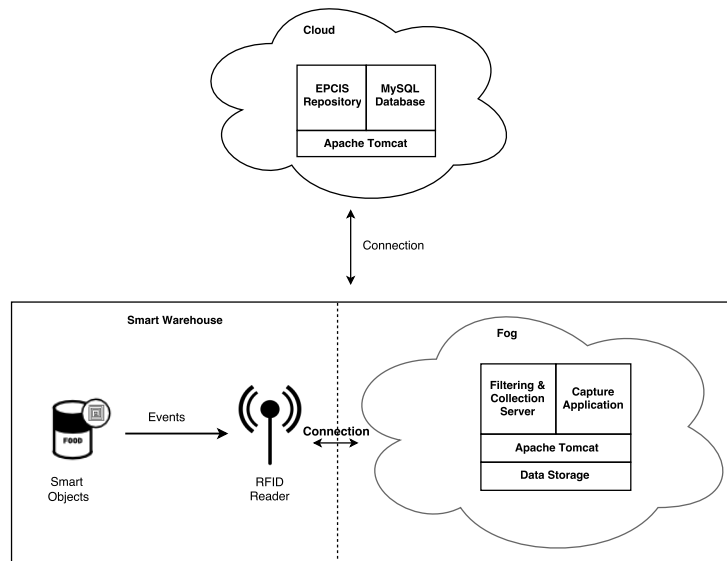 Cloud
EPCIS
Repository
MySQL
Database
Apache Tomcat
Connection
Smart Warehouse
Fog
Filtering &
Collection
Server
Capture
Application
Events
FOOD
Connection
Apache Tomcat
Data Storage
Smart
Objects
RFID
Reader